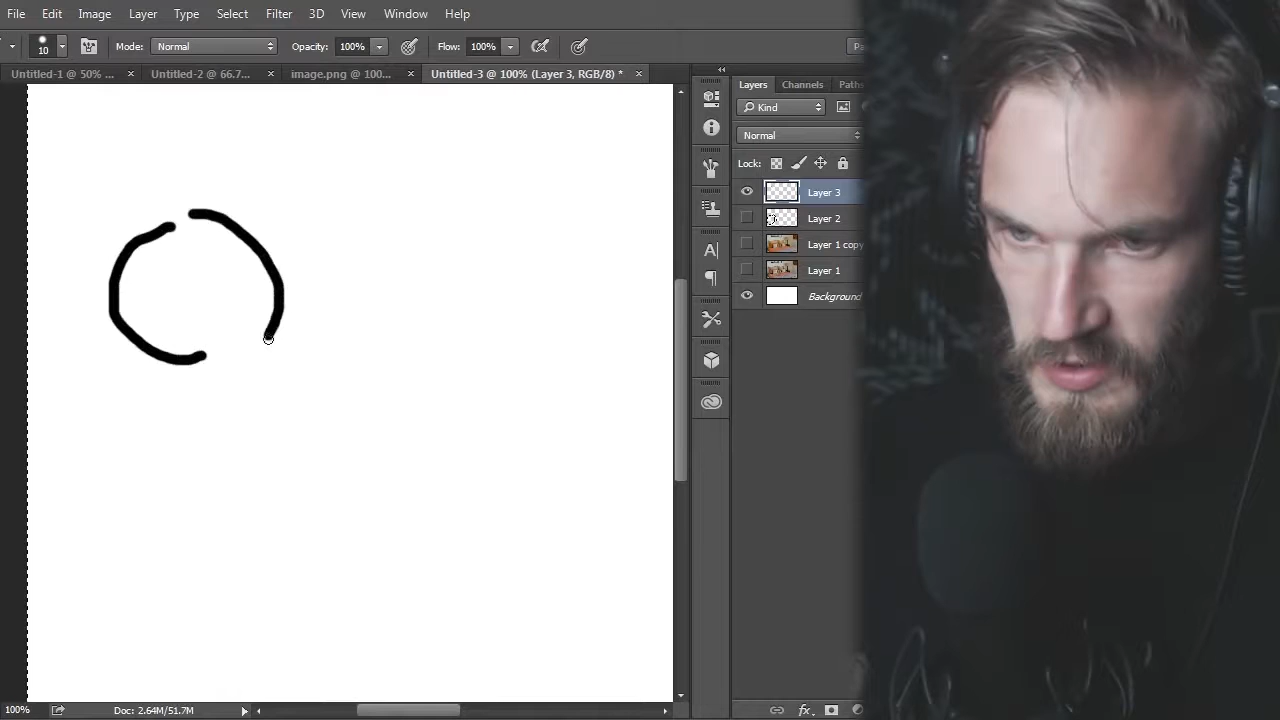 File Edit Image Layer Type Select Filter 3D View Window Help
10 Mode: Normal Opacity: 100% Flow: 100%
Untitled-1 @ 50% ... × Untitled-2 @ 66.7... × image.png @ 100... × Untitled-3 @ 100% (Layer 3, RGB/8) * ×
Layers Channels Paths
Kind
Normal
Lock:
Layer 3
Layer 2
Layer 1 copy
Layer 1
Background
100% Doc: 2.64M/51.7M
fx